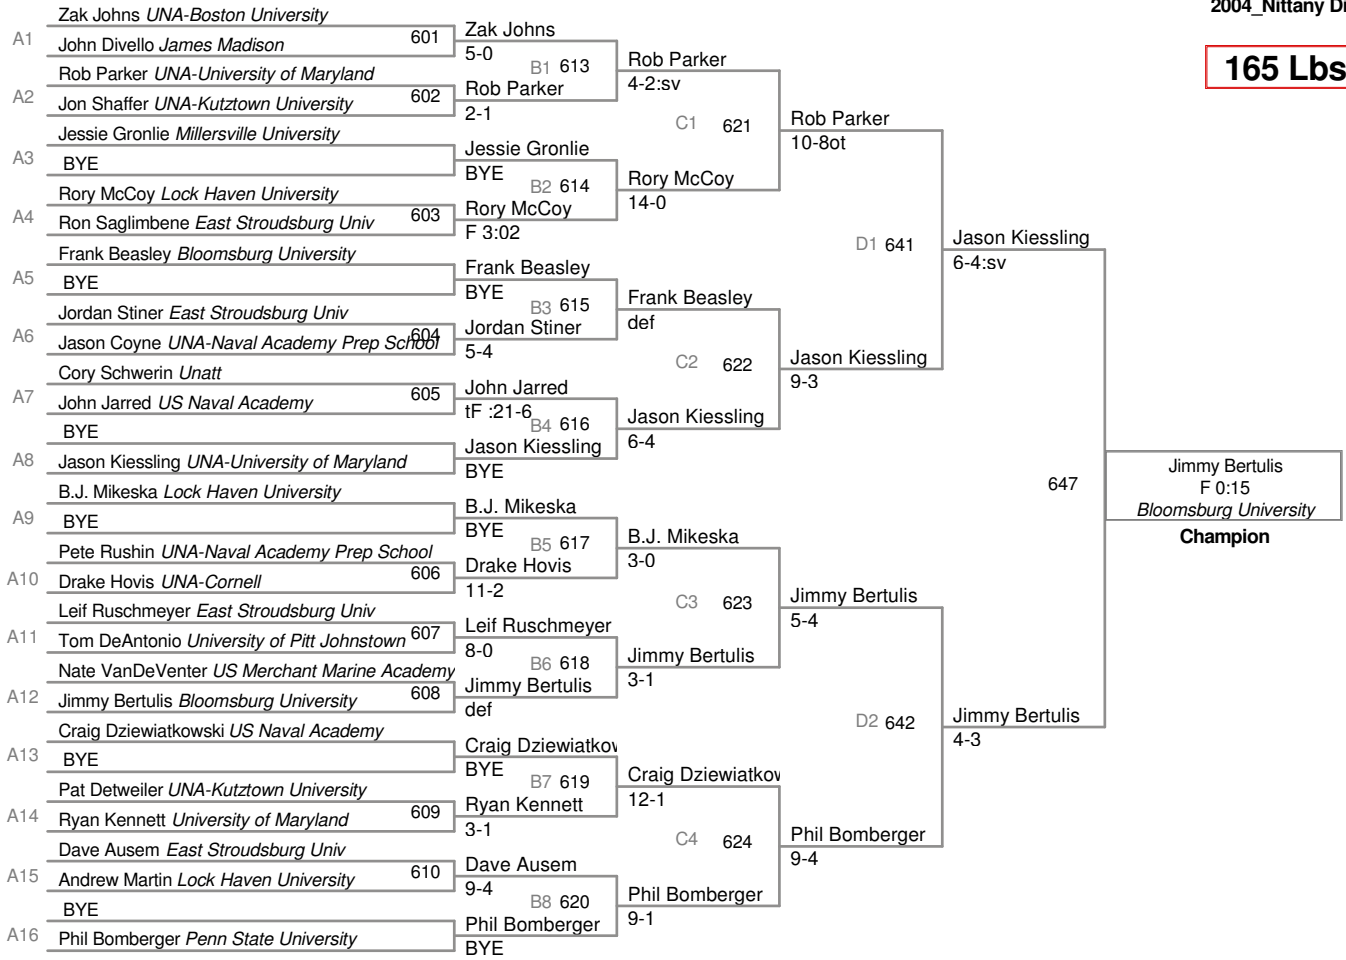 2004_Nittany Di
165 Lbs
Zak Johns UNA-Boston University
A1
John Divello James Madison
601
Rob Parker UNA-University of Maryland
A2
Jon Shaffer UNA-Kutztown University
602
Jessie Gronlie Millersville University
A3
BYE
Rory McCoy Lock Haven University
A4
Ron Saglimbene East Stroudsburg Univ
603
Frank Beasley Bloomsburg University
A5
BYE
Jordan Stiner East Stroudsburg Univ
A6
Jason Coyne UNA-Naval Academy Prep School
604
Cory Schwerin Unatt
A7
John Jarred US Naval Academy
605
BYE
A8
Jason Kiessling UNA-University of Maryland
B.J. Mikeska Lock Haven University
A9
BYE
Pete Rushin UNA-Naval Academy Prep School
A10
Drake Hovis UNA-Cornell
606
Leif Ruschmeyer East Stroudsburg Univ
A11
Tom DeAntonio University of Pitt Johnstown
607
Nate VanDeVenter US Merchant Marine Academy
A12
Jimmy Bertulis Bloomsburg University
608
Craig Dziewiatkowski US Naval Academy
A13
BYE
Pat Detweiler UNA-Kutztown University
A14
Ryan Kennett University of Maryland
609
Dave Ausem East Stroudsburg Univ
A15
Andrew Martin Lock Haven University
610
BYE
A16
Phil Bomberger Penn State University
Zak Johns
5-0
B1 613
Rob Parker
2-1
Jessie Gronlie
BYE
B2 614
Rory McCoy
F 3:02
Frank Beasley
BYE
B3 615
Jordan Stiner
5-4
John Jarred
tF :21-6
B4 616
Jason Kiessling
BYE
B.J. Mikeska
BYE
B5 617
Drake Hovis
11-2
Leif Ruschmeyer
8-0
B6 618
Jimmy Bertulis
def
Craig Dziewiatkov
BYE
B7 619
Ryan Kennett
3-1
Dave Ausem
9-4
B8 620
Phil Bomberger
BYE
Rob Parker
4-2:sv
C1 621
Rory McCoy
14-0
Frank Beasley
def
C2 622
Jason Kiessling
6-4
B.J. Mikeska
3-0
C3 623
Jimmy Bertulis
3-1
Craig Dziewiatkov
12-1
C4 624
Phil Bomberger
9-1
Rob Parker
10-8ot
D1 641
Jason Kiessling
9-3
Jimmy Bertulis
5-4
D2 642
Phil Bomberger
9-4
Jason Kiessling
6-4:sv
647
Jimmy Bertulis
4-3
Jimmy Bertulis
F 0:15
Bloomsburg University
Champion